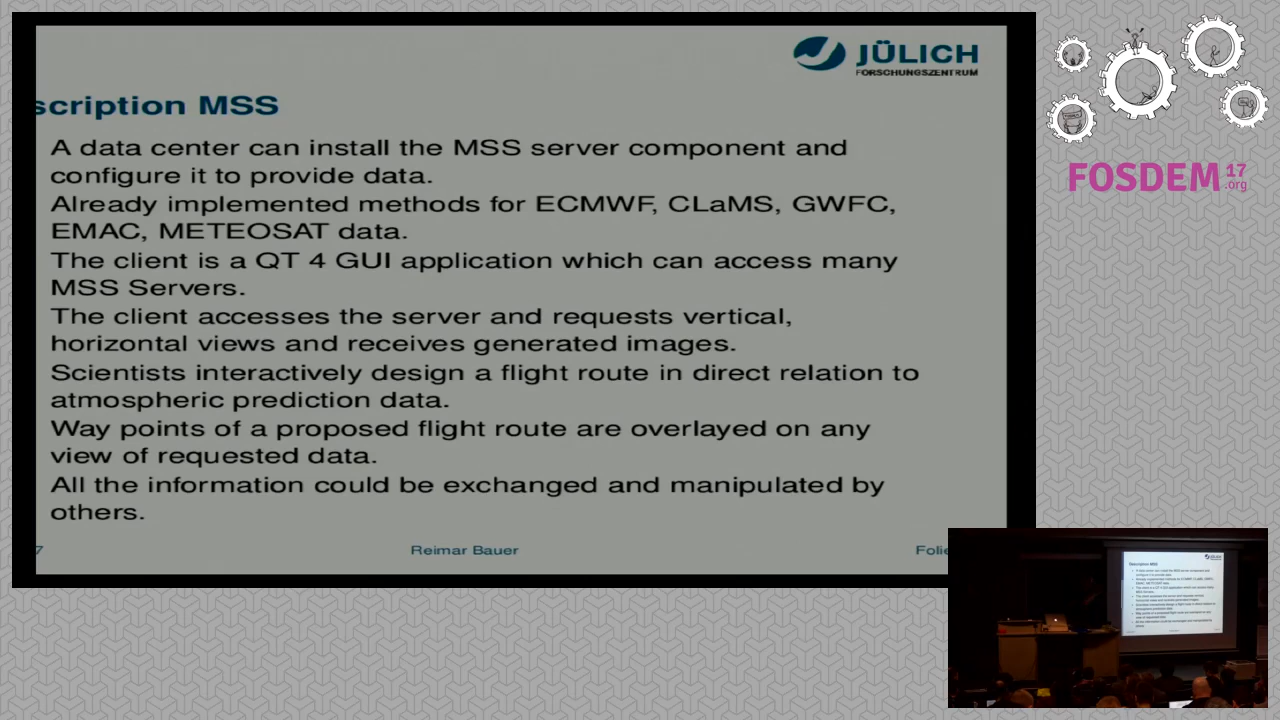 JÜLICH
FORSCHUNGSZENTRUM
scription MSS
A data center can install the MSS server component and
configure it to provide data.
Already implemented methods for ECMWF, CLaMS, GWFC,
EMAC, METEOSAT data.
The client is a QT 4 GUI application which can access many
MSS Servers.
The client accesses the server and requests vertical,
horizontal views and receives generated images.
Scientists interactively design a flight route in direct relation to
atmospheric prediction data.
Way points of a proposed flight route are overlayed on any
view of requested data.
All the information could be exchanged and manipulated by
others.
7 Reimar Bauer Folie
FOSDEM 17
.org